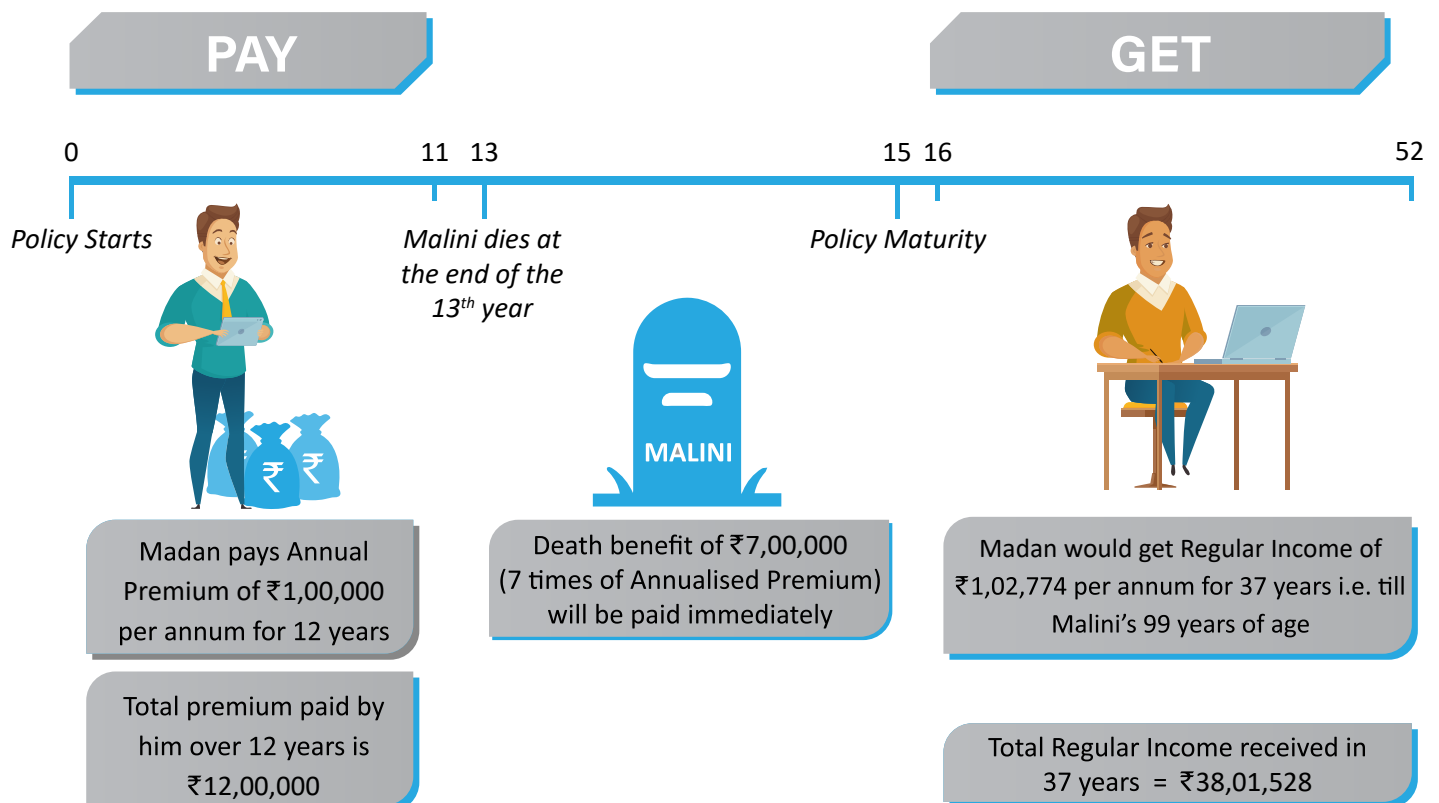 PAY
GET
0
11
13
15
16
52
Policy Starts
Malini dies at
the end of the
13th year
Policy Maturity
₹
₹
₹
MALINI
Madan pays Annual
Premium of ₹1,00,000
per annum for 12 years
Death benefit of ₹7,00,000
(7 times of Annualised Premium)
will be paid immediately
Madan would get Regular Income of
₹1,02,774 per annum for 37 years i.e. till
Malini's 99 years of age
Total premium paid by
him over 12 years is
₹12,00,000
Total Regular Income received in
37 years = ₹38,01,528